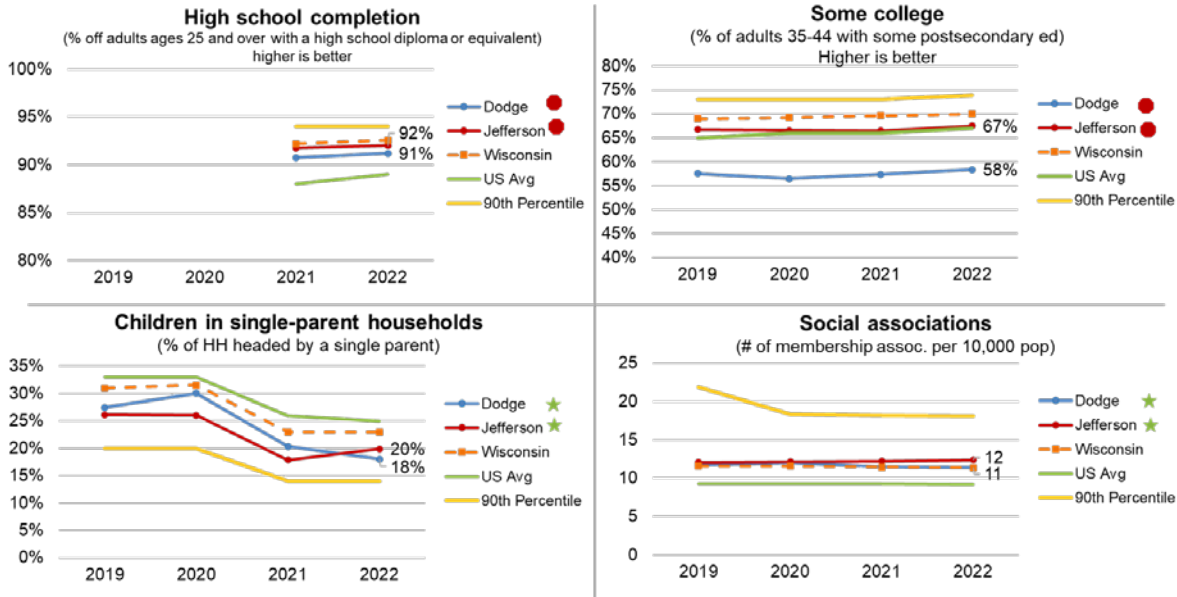 High school completion
(% off adults ages 25 and over with a high school diploma or equivalent)
higher is better
100%
95%
90%
85%
80%
2019
2020
2021
2022
92%
91%
Dodge
Jefferson
Wisconsin
US Avg
90th Percentile
Some college
(% of adults 35-44 with some postsecondary ed)
Higher is better
80%
75%
70%
65%
60%
55%
50%
45%
40%
2019
2020
2021
2022
67%
58%
Dodge
Jefferson
Wisconsin
US Avg
90th Percentile
Children in single-parent households
(% of HH headed by a single parent)
35%
30%
25%
20%
15%
10%
5%
0%
2019
2020
2021
2022
20%
18%
Dodge
Jefferson
Wisconsin
US Avg
90th Percentile
Social associations
(# of membership assoc. per 10,000 pop)
25
20
15
10
5
0
2019
2020
2021
2022
12
11
Dodge
Jefferson
Wisconsin
US Avg
90th Percentile